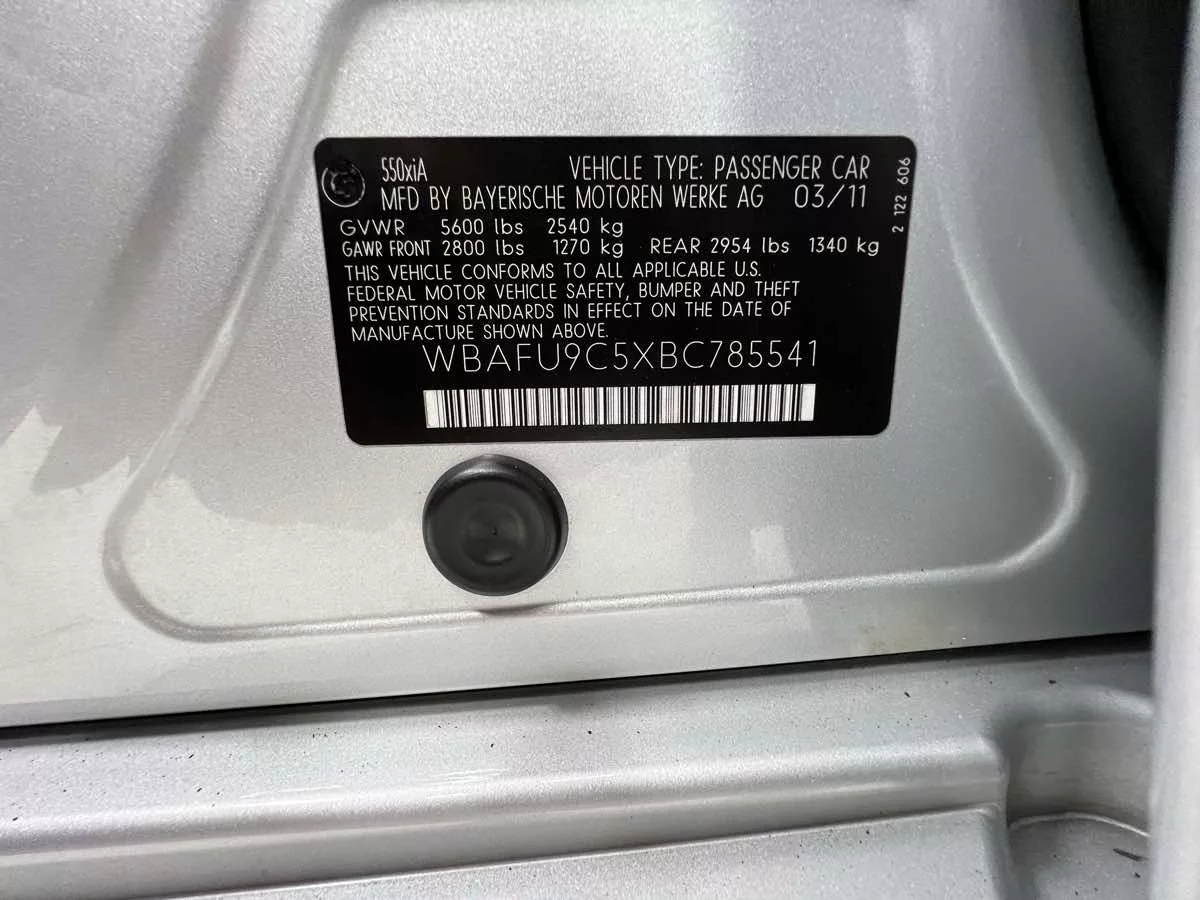 550xiA VEHICLE TYPE: PASSENGER CAR
MFD BY BAYERISCHE MOTOREN WERKE AG 03/11
GVWR 5600 lbs 2540 kg
GAWR FRONT 2800 lbs 1270 kg REAR 2954 lbs 1340 kg
THIS VEHICLE CONFORMS TO ALL APPLICABLE U.S.
FEDERAL MOTOR VEHICLE SAFETY, BUMPER AND THEFT
PREVENTION STANDARDS IN EFFECT ON THE DATE OF
MANUFACTURE SHOWN ABOVE.
WBAFU9C5XBC785541
2 122 606